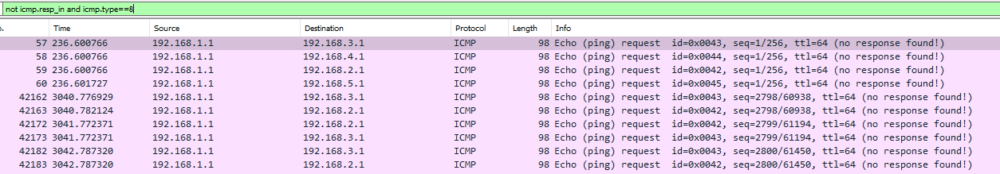 not icmp.resp_in and icmp.type==8
o. Time Source Destination Protocol Length Info
57 236.600766 192.168.1.1 192.168.3.1 ICMP 98 Echo (ping) request id=0x0043, seq=1/256, ttl=64 (no response found!)
58 236.600766 192.168.1.1 192.168.4.1 ICMP 98 Echo (ping) request id=0x0044, seq=1/256, ttl=64 (no response found!)
59 236.600766 192.168.1.1 192.168.2.1 ICMP 98 Echo (ping) request id=0x0042, seq=1/256, ttl=64 (no response found!)
60 236.601727 192.168.1.1 192.168.5.1 ICMP 98 Echo (ping) request id=0x0045, seq=1/256, ttl=64 (no response found!)
42162 3040.776929 192.168.1.1 192.168.3.1 ICMP 98 Echo (ping) request id=0x0043, seq=2798/60938, ttl=64 (no response found!)
42163 3040.782124 192.168.1.1 192.168.2.1 ICMP 98 Echo (ping) request id=0x0042, seq=2798/60938, ttl=64 (no response found!)
42172 3041.772371 192.168.1.1 192.168.2.1 ICMP 98 Echo (ping) request id=0x0042, seq=2799/61194, ttl=64 (no response found!)
42173 3041.772371 192.168.1.1 192.168.3.1 ICMP 98 Echo (ping) request id=0x0043, seq=2799/61194, ttl=64 (no response found!)
42182 3042.787320 192.168.1.1 192.168.3.1 ICMP 98 Echo (ping) request id=0x0043, seq=2800/61450, ttl=64 (no response found!)
42183 3042.787320 192.168.1.1 192.168.2.1 ICMP 98 Echo (ping) request id=0x0042, seq=2800/61450, ttl=64 (no response found!)